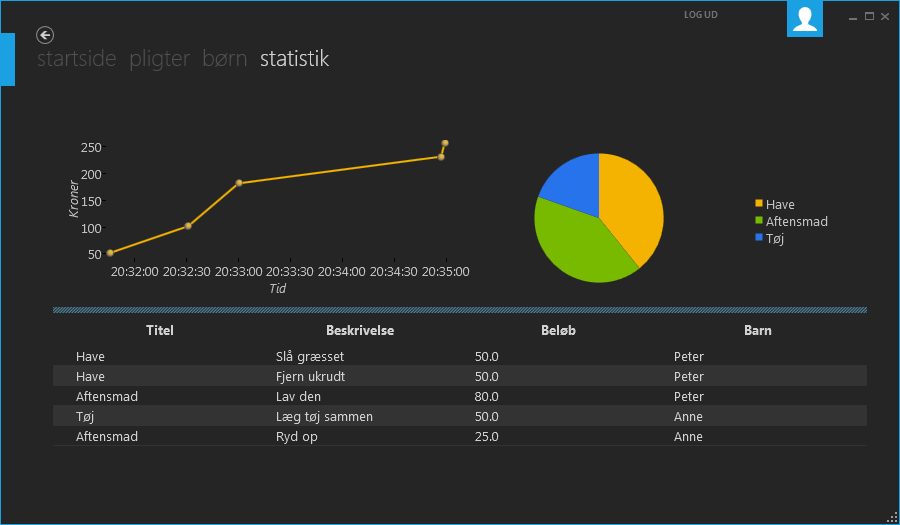 LOG UD
startside pligter børn statistik
250
200
150
100
50
Kroner
20:32:00 20:32:30 20:33:00 20:33:30 20:34:00 20:34:30 20:35:00
Tid
Have
Aftensmad
Tøj
Titel Beskrivelse Beløb Barn
Have Slå græsset 50.0 Peter
Have Fjern ukrudt 50.0 Peter
Aftensmad Lav den 80.0 Peter
Tøj Læg tøj sammen 50.0 Anne
Aftensmad Ryd op 25.0 Anne